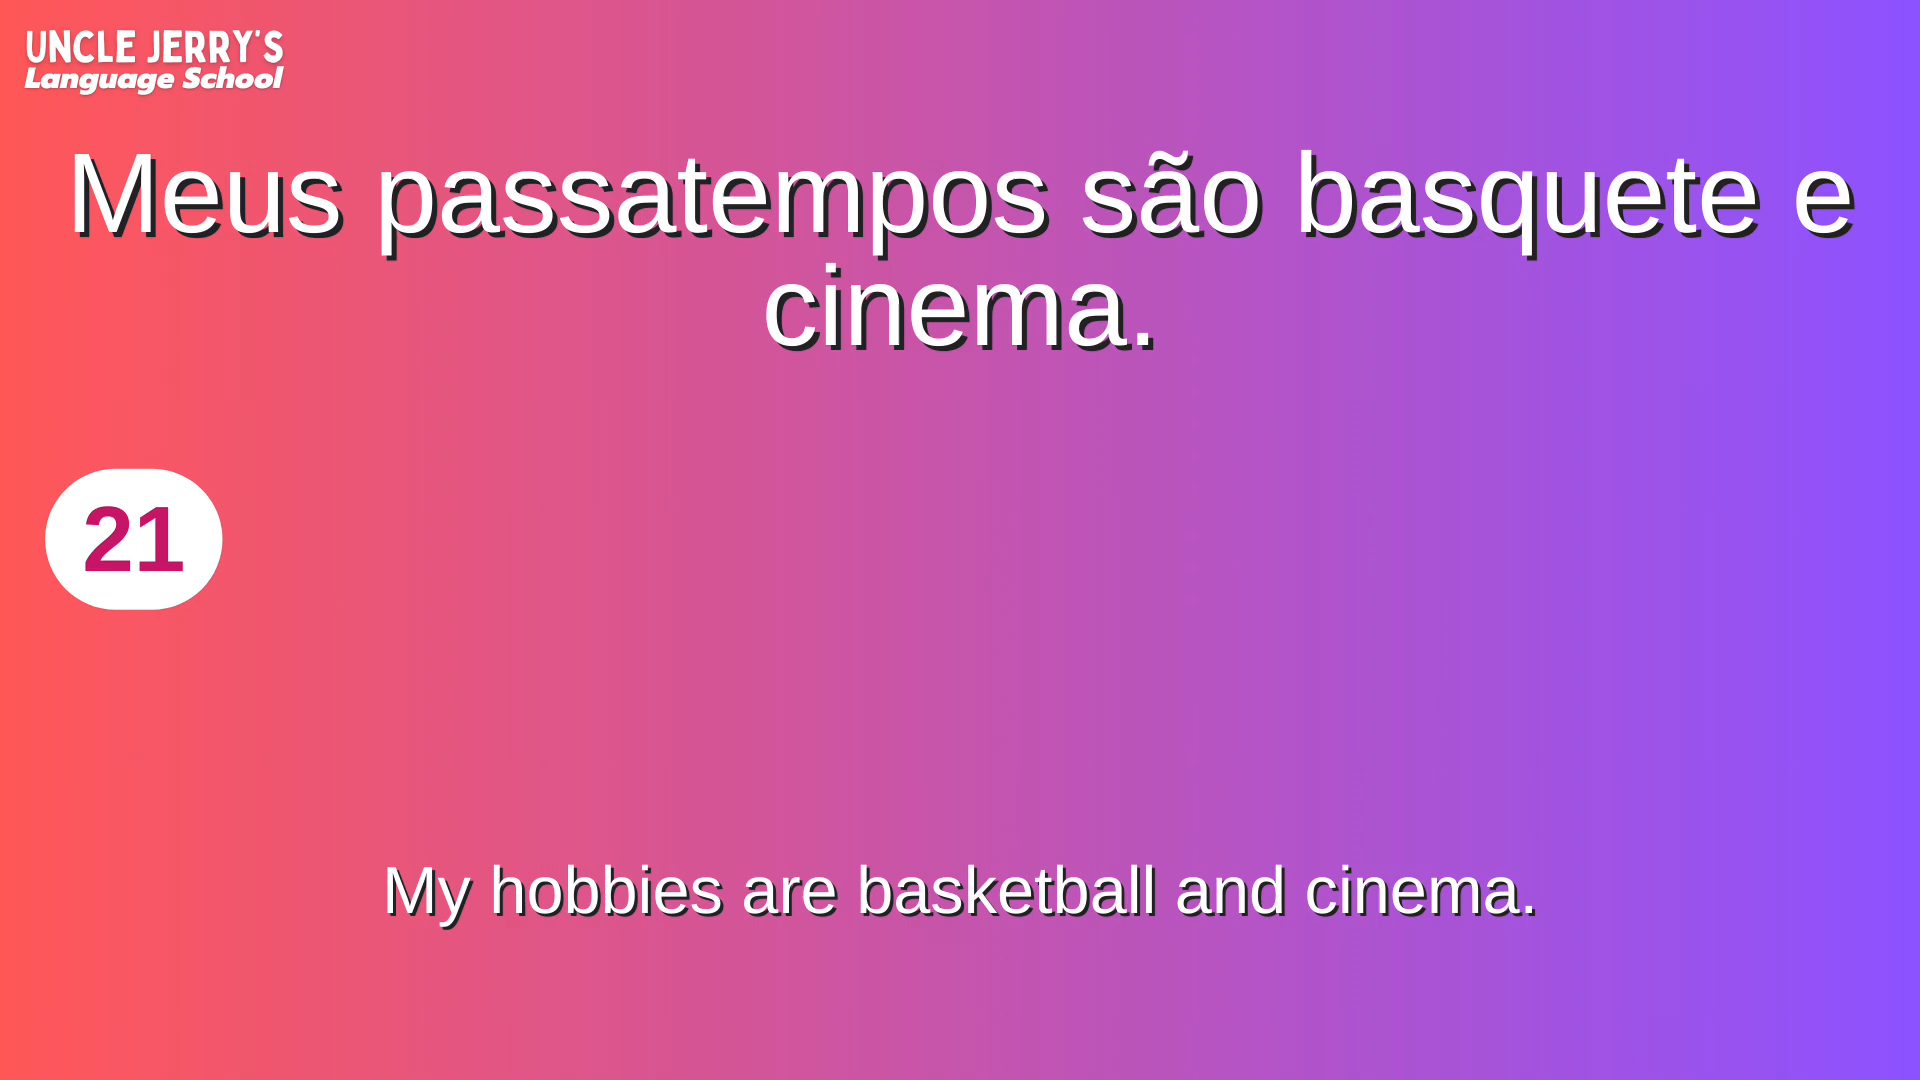 UNCLE JERRY'S
Language School
Meus passatempos são basquete e
cinema.
21
My hobbies are basketball and cinema.